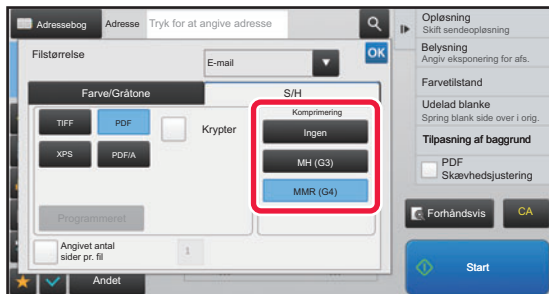 Adressebog
Adresse
Tryk for at angive adresse
Filstørrelse
E-mail
OK
Farve/Gråtone
S/H
TIFF
PDF
Krypter
XPS
PDF/A
Programmeret
Komprimering
Ingen
MH (G3)
MMR (G4)
Angivet antal
sider pr. fil
1
Andet
Opløsning
Skift sendeopløsning
Belysning
Angiv eksponering for afs.
Farvetilstand
Udelad blanke
Spring blank side over i orig.
Tilpasning af baggrund
PDF
Skævhedsjustering
Forhåndsvis
CA
Start